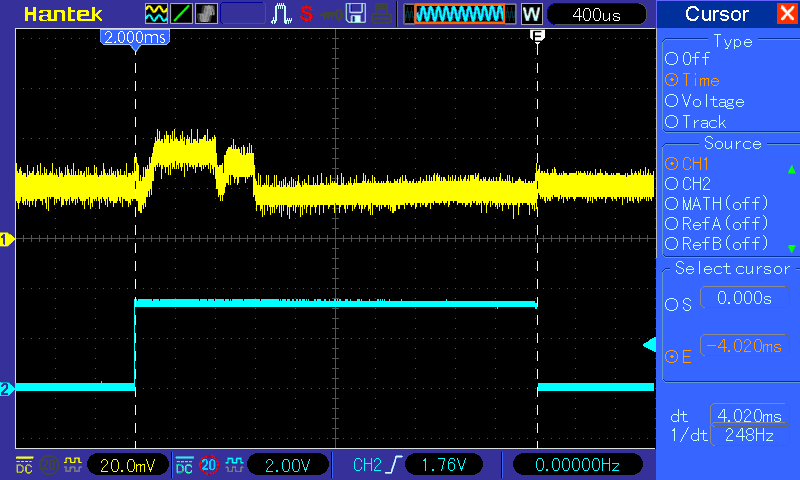 Hantek S W 400us Cursor
2.000ms
E
Type
Off
Time
Voltage
Track
Source
CH1
CH2
MATH(off)
RefA(off)
RefB(off)
Select cursor
S 0.000s
E -4.020ms
dt 4.020ms
1/dt 248Hz
1
2
DC 20 20.0mV DC 20 2.00V CH2 1.76V 0.00000Hz